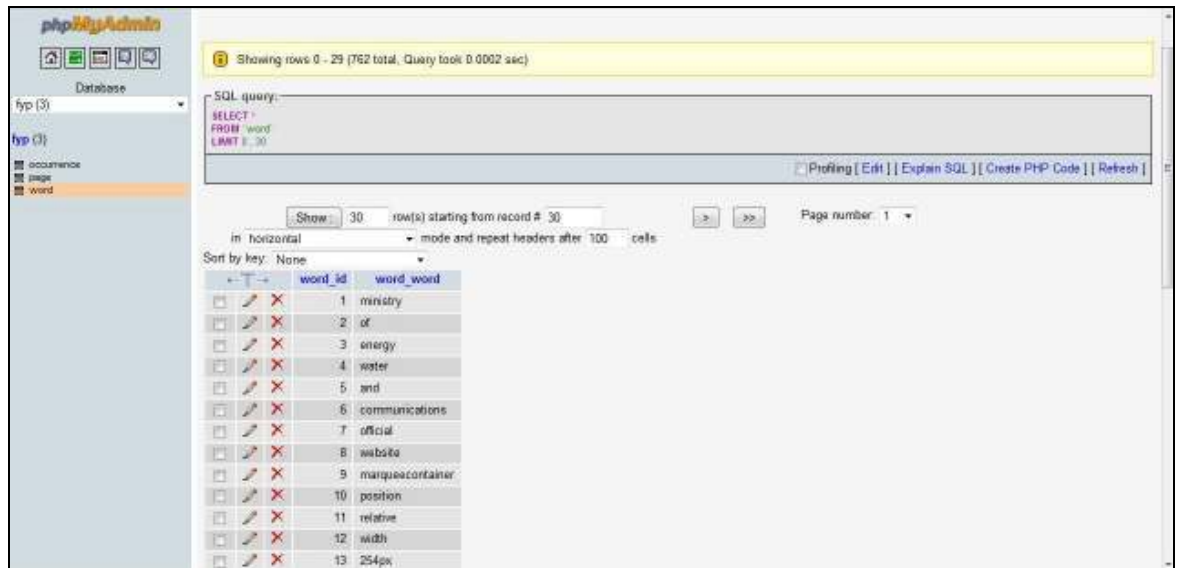 phpMyAdmin
Database
fyp (3)
fyp (3)
occurrence
page
word
Showing rows 0 - 29 (762 total, Query took 0.0002 sec)
SQL query:
SELECT *
FROM `word`
LIMIT 0 , 30
Profiling [ Edit ] [ Explain SQL ] [ Create PHP Code ] [ Refresh ]
Show : 30 row(s) starting from record # 30 > >> Page number: 1
in horizontal mode and repeat headers after 100 cells
Sort by key: None
←T→ word_id word_word
1 ministry
2 of
3 energy
4 water
5 and
6 communications
7 official
8 website
9 marqueecontainer
10 position
11 relative
12 width
13 254px